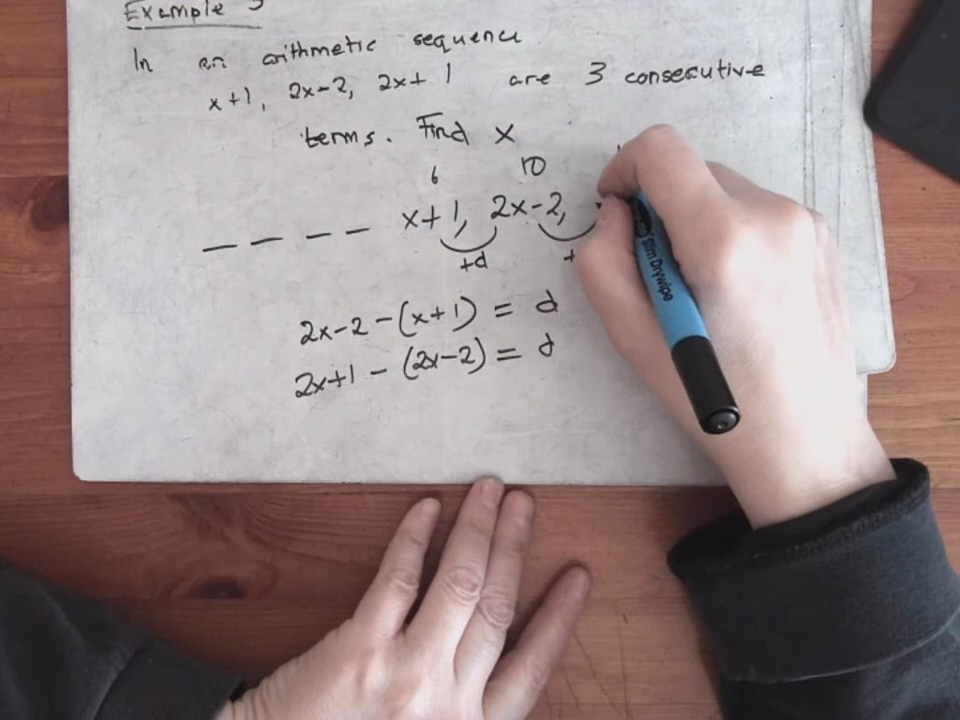 Example 3
In an arithmetic sequence
x+1, 2x-2, 2x+1 are 3 consecutive
terms. Find x
6 10
_ _ _ _ x+1, 2x-2,
+d +
2x-2-(x+1) = d
2x+1-(2x-2) = d
Slim Drywipe